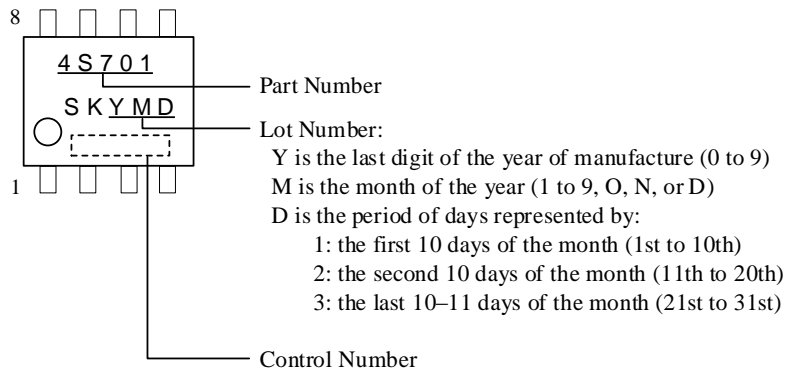 8
4S701
Part Number
SKYMD
Lot Number:
Y is the last digit of the year of manufacture (0 to 9)
M is the month of the year (1 to 9, O, N, or D)
1
D is the period of days represented by:
1: the first 10 days of the month (1st to 10th)
2: the second 10 days of the month (11th to 20th)
3: the last 10–11 days of the month (21st to 31st)
Control Number